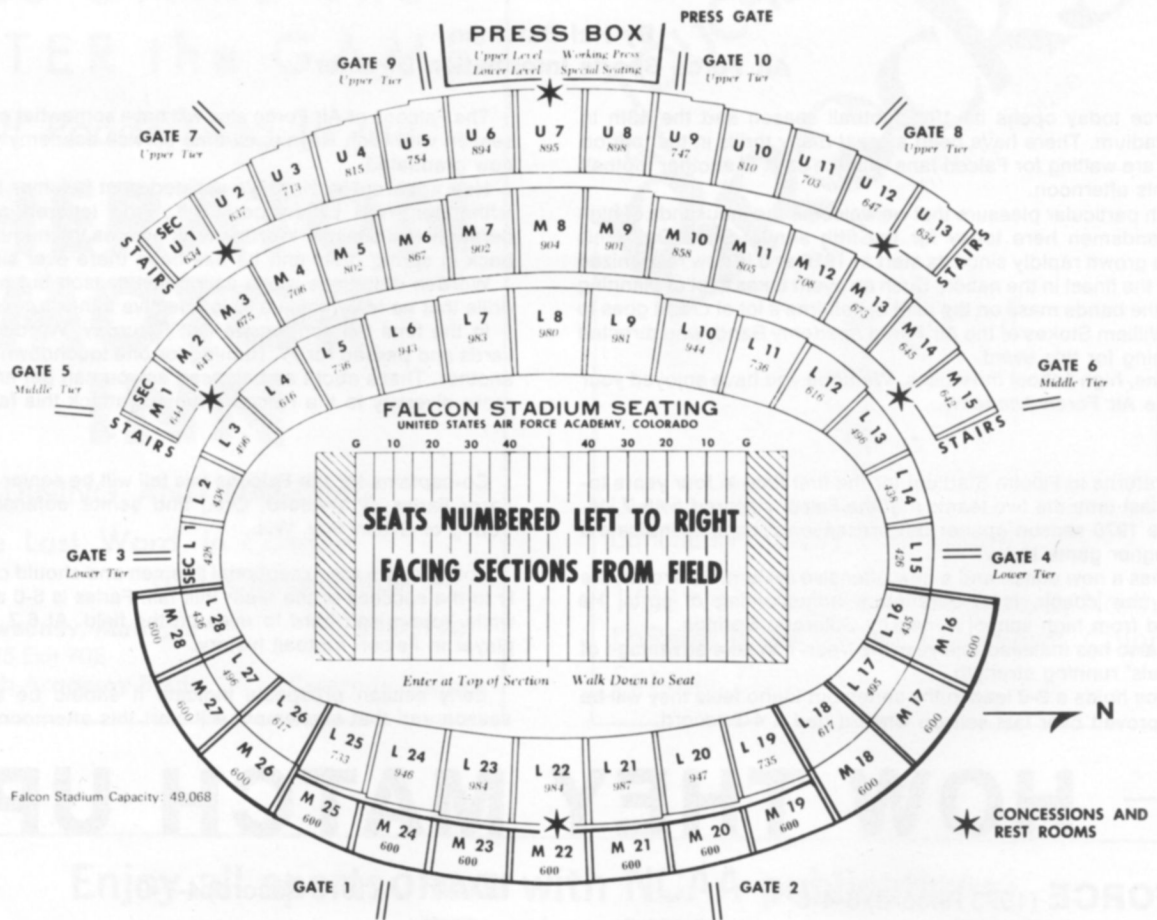 PRESS GATE
PRESS BOX
Upper Level Working Press
Lower Level Special Seating
GATE 9
Upper Tier
GATE 10
Upper Tier
GATE 7
Upper Tier
GATE 8
Upper Tier
SEC U 1 634
U 2 637
U 3 713
U 4 815
U 5 754
U 6 894
U 7 895
U 8 898
U 9 747
U 10 810
U 11 703
U 12 647
U 13 634
STAIRS
STAIRS
SEC M 1 644
M 2
M 3 675
M 4 706
M 5 802
M 6 867
M 7 902
M 8 904
M 9 901
M 10 858
M 11 805
M 12 708
M 13 673
M 14
M 15 642
STAIRS
STAIRS
GATE 5
Middle Tier
GATE 6
Middle Tier
SEC L 1
L 2 434
L 3 496
L 4 616
L 5 736
L 6 943
L 7 983
L 8 980
L 9 981
L 10 944
L 11 736
L 12 616
L 13 496
L 14 434
L 15 426
FALCON STADIUM SEATING
UNITED STATES AIR FORCE ACADEMY, COLORADO
G 10 20 30 40 40 30 20 10 G
SEATS NUMBERED LEFT TO RIGHT
FACING SECTIONS FROM FIELD
GATE 3
Lower Tier
GATE 4
Lower Tier
Enter at Top of Section Walk Down to Seat
L 28 436
L 27 496
L 26 617
L 25 733
L 24 946
L 23 984
L 22 984
L 21 987
L 20 947
L 19 735
L 18 617
L 17 495
L 16 435
M 28 600
M 27 600
M 26 600
M 25 600
M 24 600
M 23 600
M 22 600
M 21 600
M 20 600
M 19 600
M 18 600
M 17 600
M 16 600
N
Falcon Stadium Capacity: 49,068
CONCESSIONS AND
REST ROOMS
GATE 1
GATE 2